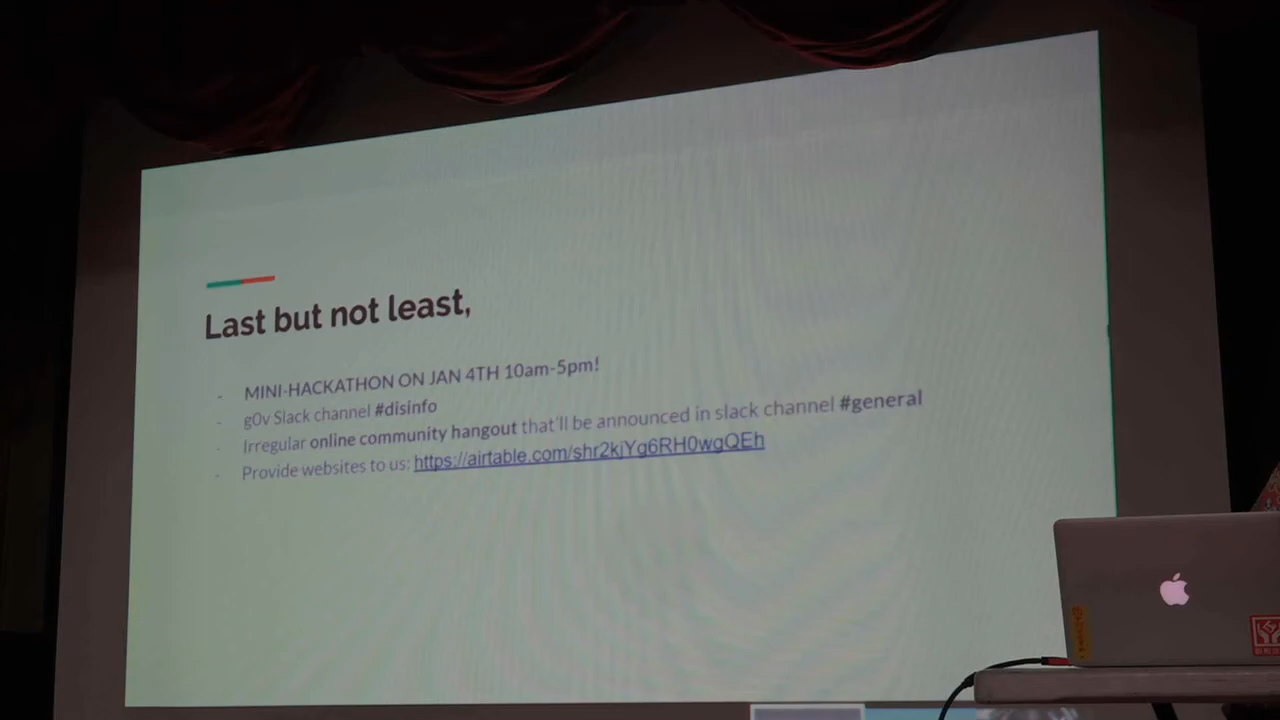 Last but not least,
- MINI-HACKATHON ON JAN 4TH 10am-5pm!
- g0v Slack channel #disinfo
- Irregular online community hangout that'll be announced in slack channel #general
- Provide websites to us: https://airtable.com/shr2kjYg6RH0wgQEh